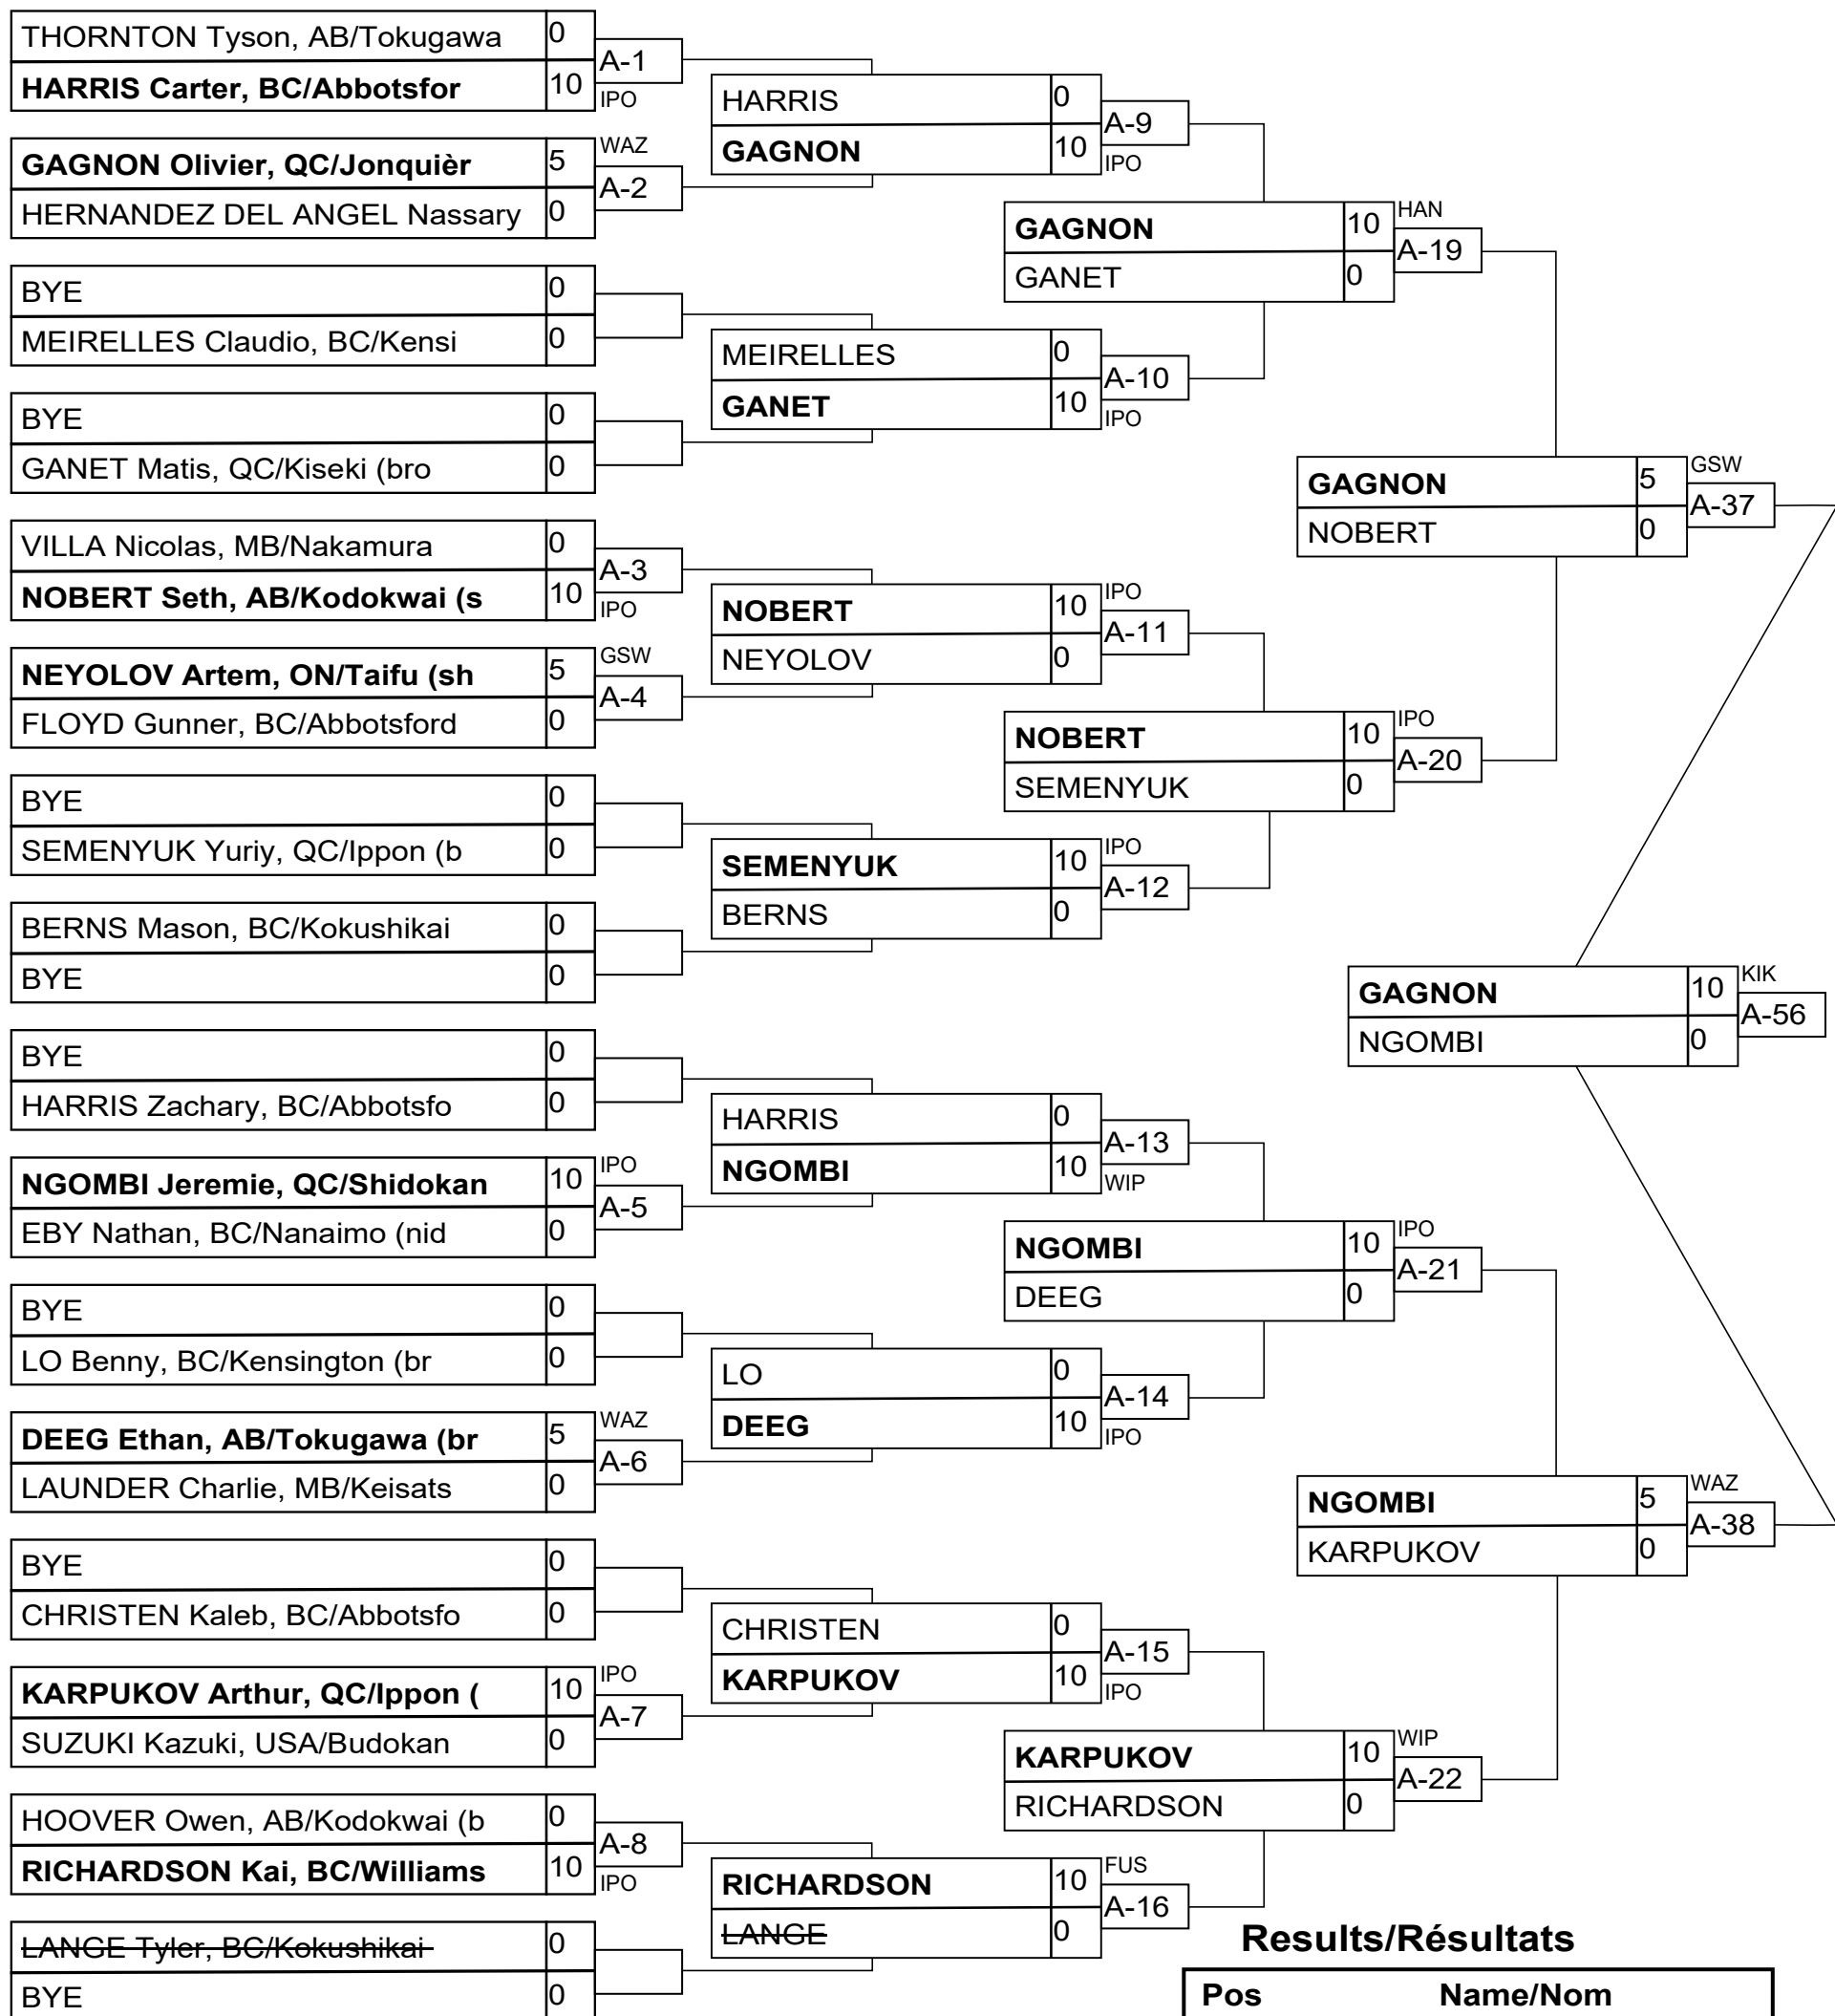 THORNTON Tyson, AB/Tokugawa 0
A-1
HARRIS Carter, BC/Abbotsfor 10
IPO
GAGNON Olivier, QC/Jonquièr 5
WAZ
A-2
HERNANDEZ DEL ANGEL Nassary 0
BYE 0
MEIRELLES Claudio, BC/Kensi 0
BYE 0
GANET Matis, QC/Kiseki (bro 0
VILLA Nicolas, MB/Nakamura 0
A-3
NOBERT Seth, AB/Kodokwai (s 10
IPO
NEYOLOV Artem, ON/Taifu (sh 5
GSW
A-4
FLOYD Gunner, BC/Abbotsford 0
BYE 0
SEMENYUK Yuriy, QC/Ippon (b 0
BERNS Mason, BC/Kokushikai 0
BYE 0
BYE 0
HARRIS Zachary, BC/Abbotsfo 0
NGOMBI Jeremie, QC/Shidokan 10
IPO
A-5
EBY Nathan, BC/Nanaimo (nid 0
BYE 0
LO Benny, BC/Kensington (br 0
DEEG Ethan, AB/Tokugawa (br 5
WAZ
A-6
LAUNDER Charlie, MB/Keisats 0
BYE 0
CHRISTEN Kaleb, BC/Abbotsfo 0
KARPUKOV Arthur, QC/Ippon ( 10
IPO
A-7
SUZUKI Kazuki, USA/Budokan 0
HOOVER Owen, AB/Kodokwai (b 0
A-8
RICHARDSON Kai, BC/Williams 10
IPO
LANGE Tyler, BC/Kokushikai 0
BYE 0
HARRIS 0
A-9
GAGNON 10
IPO
MEIRELLES 0
A-10
GANET 10
IPO
NOBERT 10
IPO
A-11
NEYOLOV 0
SEMENYUK 10
IPO
A-12
BERNS 0
HARRIS 0
A-13
NGOMBI 10
WIP
LO 0
A-14
DEEG 10
IPO
CHRISTEN 0
A-15
KARPUKOV 10
IPO
RICHARDSON 10
FUS
A-16
LANGE 0
GAGNON 10
HAN
A-19
GANET 0
NOBERT 10
IPO
A-20
SEMENYUK 0
NGOMBI 10
IPO
A-21
DEEG 0
KARPUKOV 10
WIP
A-22
RICHARDSON 0
GAGNON 5
GSW
A-37
NOBERT 0
NGOMBI 5
WAZ
A-38
KARPUKOV 0
GAGNON 10
KIK
A-56
NGOMBI 0
Results/Résultats
Pos Name/Nom